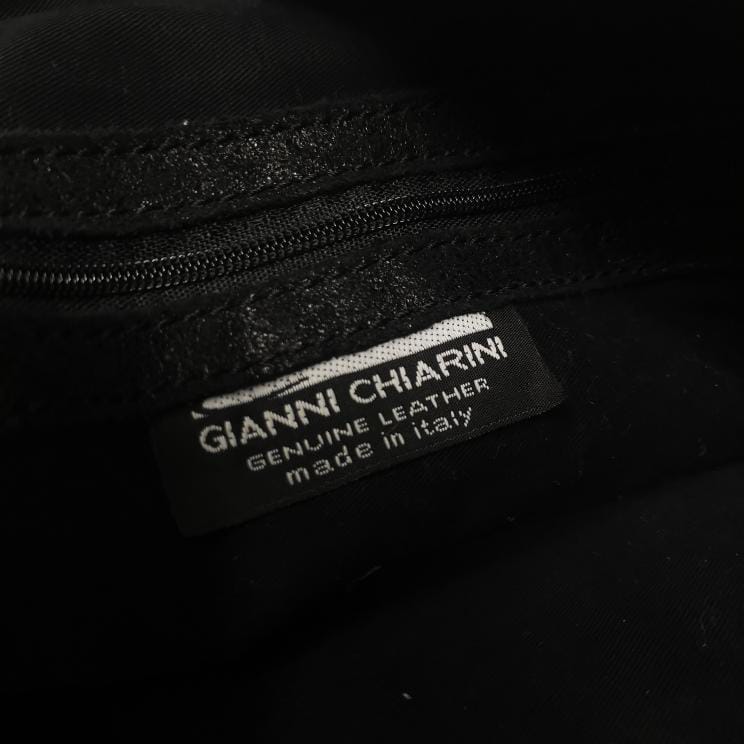 GIANNI CHIARINI
GENUINE LEATHER
made in italy